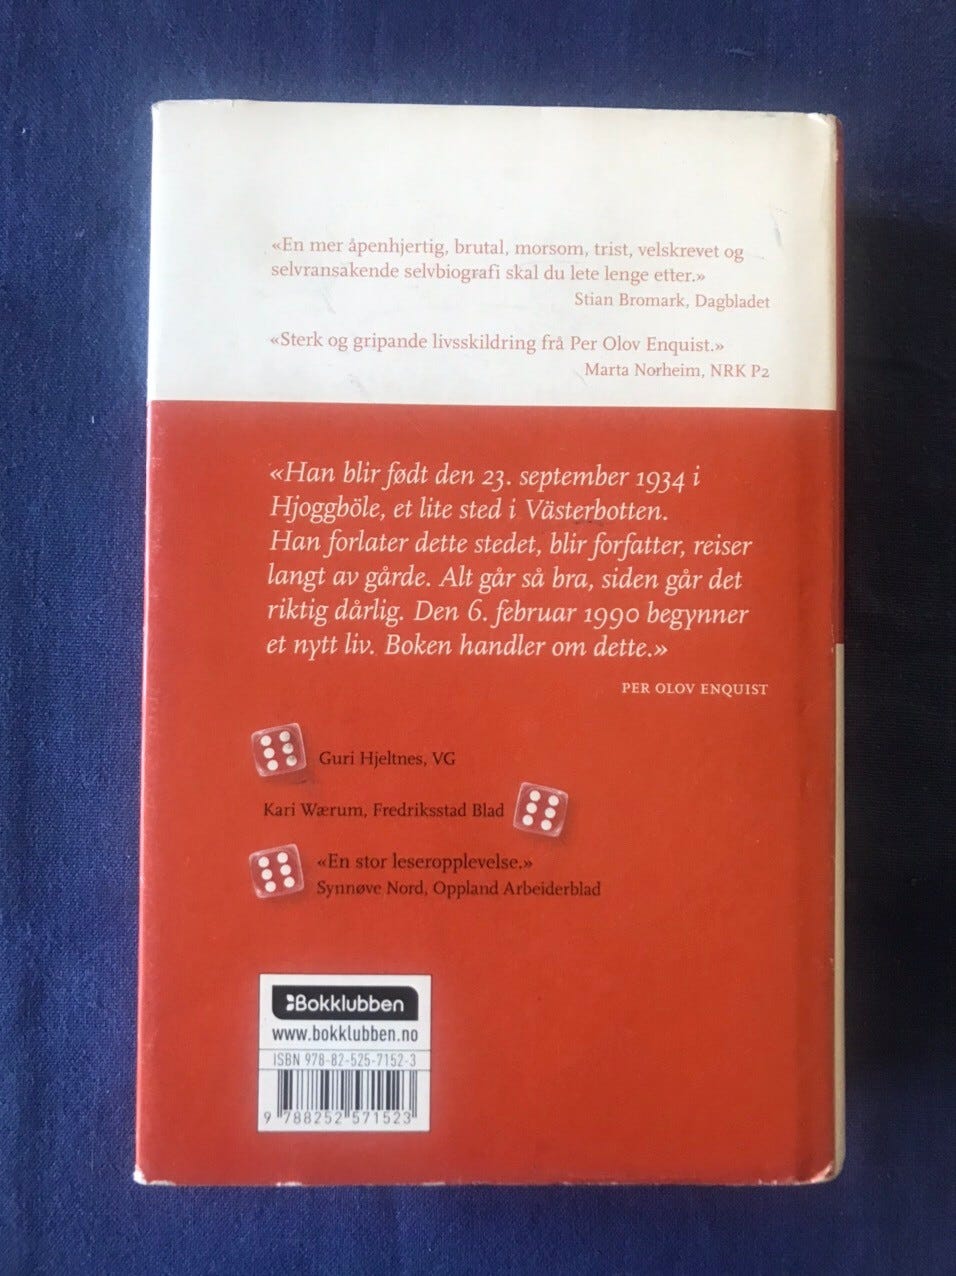 «En mer åpenhjertig, brutal, morsom, trist, velskrevet og
selvransakende selvbiografi skal du lete lenge etter.»
Stian Bromark, Dagbladet
«Sterk og gripande livsskildring frå Per Olov Enquist.»
Marta Norheim, NRK P2
«Han blir født den 23. september 1934 i
Hjoggböle, et lite sted i Västerbotten.
Han forlater dette stedet, blir forfatter, reiser
langt av gårde. Alt går så bra, siden går det
riktig dårlig. Den 6. februar 1990 begynner
et nytt liv. Boken handler om dette.»
PER OLOV ENQUIST
Guri Hjeltnes, VG
Kari Wærum, Fredriksstad Blad
«En stor leseropplevelse.»
Synnøve Nord, Oppland Arbeiderblad
Bokklubben
www.bokklubben.no
ISBN 978-82-525-7152-3
9 788252 571523